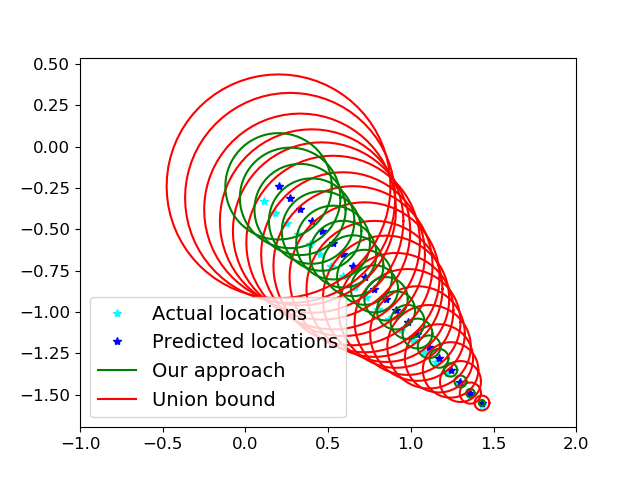 0.50
0.25
0.00
−0.25
−0.50
−0.75
−1.00
−1.25
−1.50
Actual locations
Predicted locations
Our approach
Union bound
−1.0 −0.5 0.0 0.5 1.0 1.5 2.0